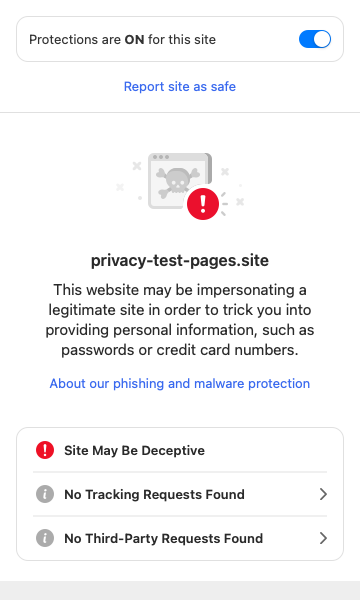 Protections are ON for this site
Report site as safe
privacy-test-pages.site
This website may be impersonating a
legitimate site in order to trick you into
providing personal information, such as
passwords or credit card numbers.
About our phishing and malware protection
Site May Be Deceptive
No Tracking Requests Found
No Third-Party Requests Found